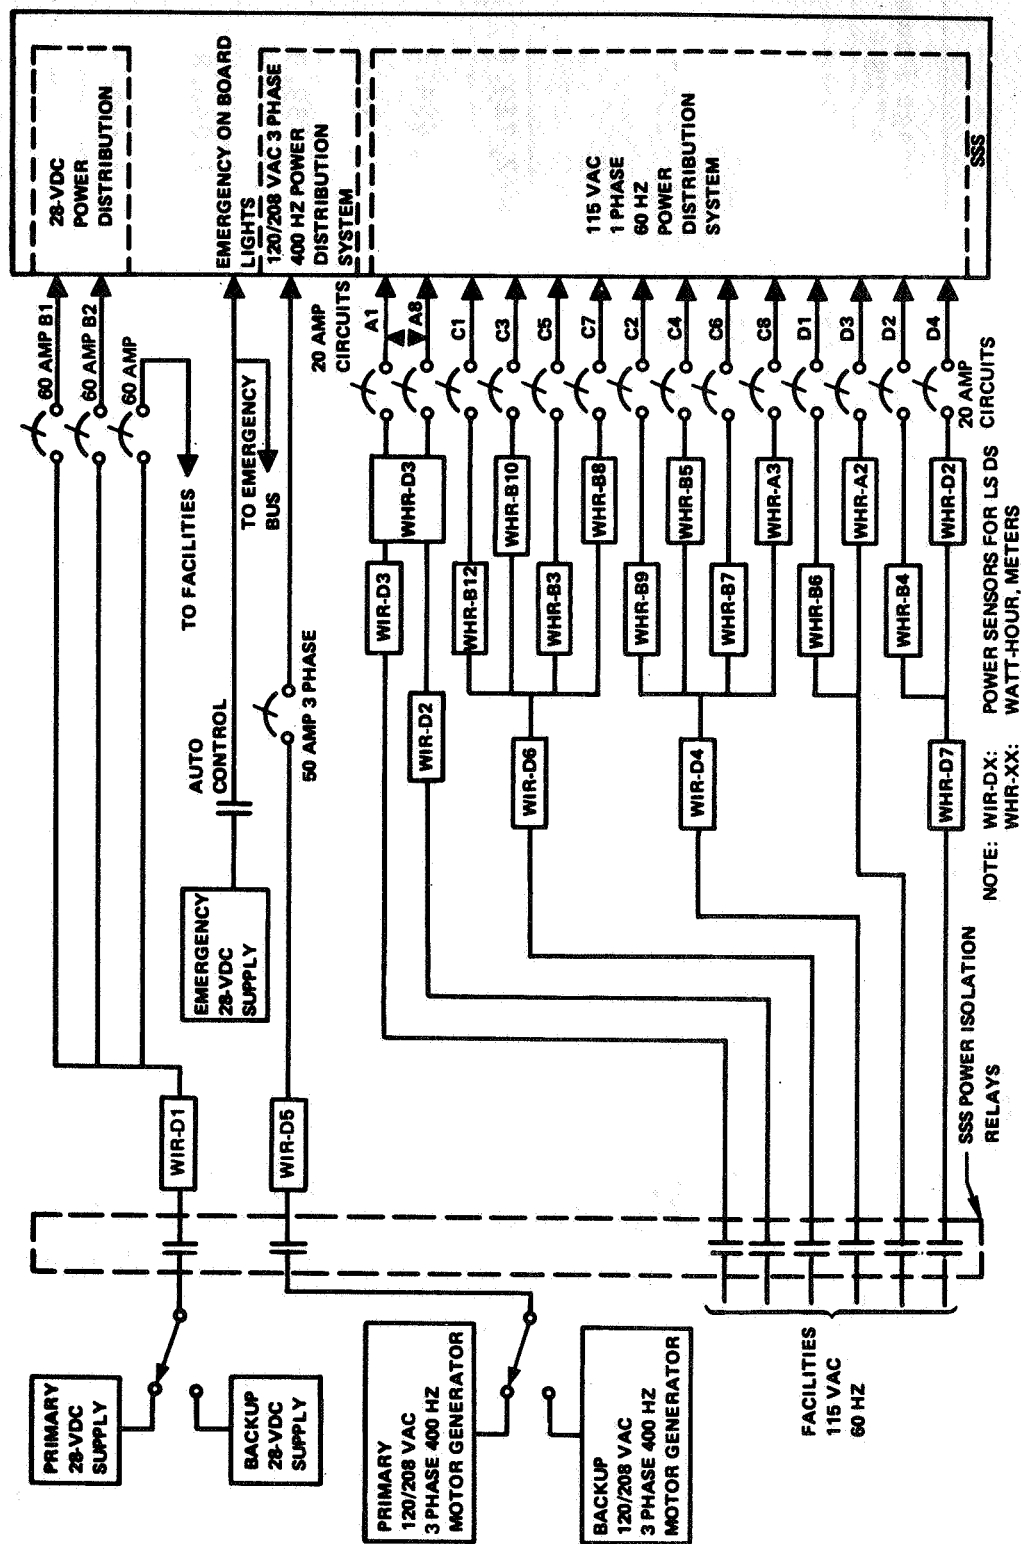 28-VDC
POWER
DISTRIBUTION
EMERGENCY ON BOARD
LIGHTS
120/208 VAC 3 PHASE
400 HZ POWER
DISTRIBUTION
SYSTEM
115 VAC
1 PHASE
60 HZ
POWER
DISTRIBUTION
SYSTEM
SSS
60 AMP B1
60 AMP B2
60 AMP
TO FACILITIES
TO EMERGENCY
BUS
20 AMP
CIRCUITS
A1
A8
C1
C3
C5
C7
C2
C4
C6
C8
D1
D3
D2
D4
20 AMP
CIRCUITS
WHR-D3
WHR-B10
WHR-B8
WHR-B5
WHR-A3
WHR-A2
WHR-D2
WIR-D3
WHR-B12
WHR-B3
WHR-B9
WHR-B7
WHR-B6
WHR-B4
AUTO
CONTROL
50 AMP 3 PHASE
WIR-D2
WIR-D6
WIR-D4
WHR-D7
EMERGENCY
28-VDC
SUPPLY
WIR-D1
WIR-D5
SSS POWER ISOLATION
RELAYS
PRIMARY
28-VDC
SUPPLY
BACKUP
28-VDC
SUPPLY
PRIMARY
120/208 VAC
3 PHASE 400 HZ
MOTOR GENERATOR
BACKUP
120/208 VAC
3 PHASE 400 HZ
MOTOR GENERATOR
FACILITIES
115 VAC
60 HZ
NOTE: WIR-DX: POWER SENSORS FOR LS DS
WHR-XX: WATT-HOUR, METERS